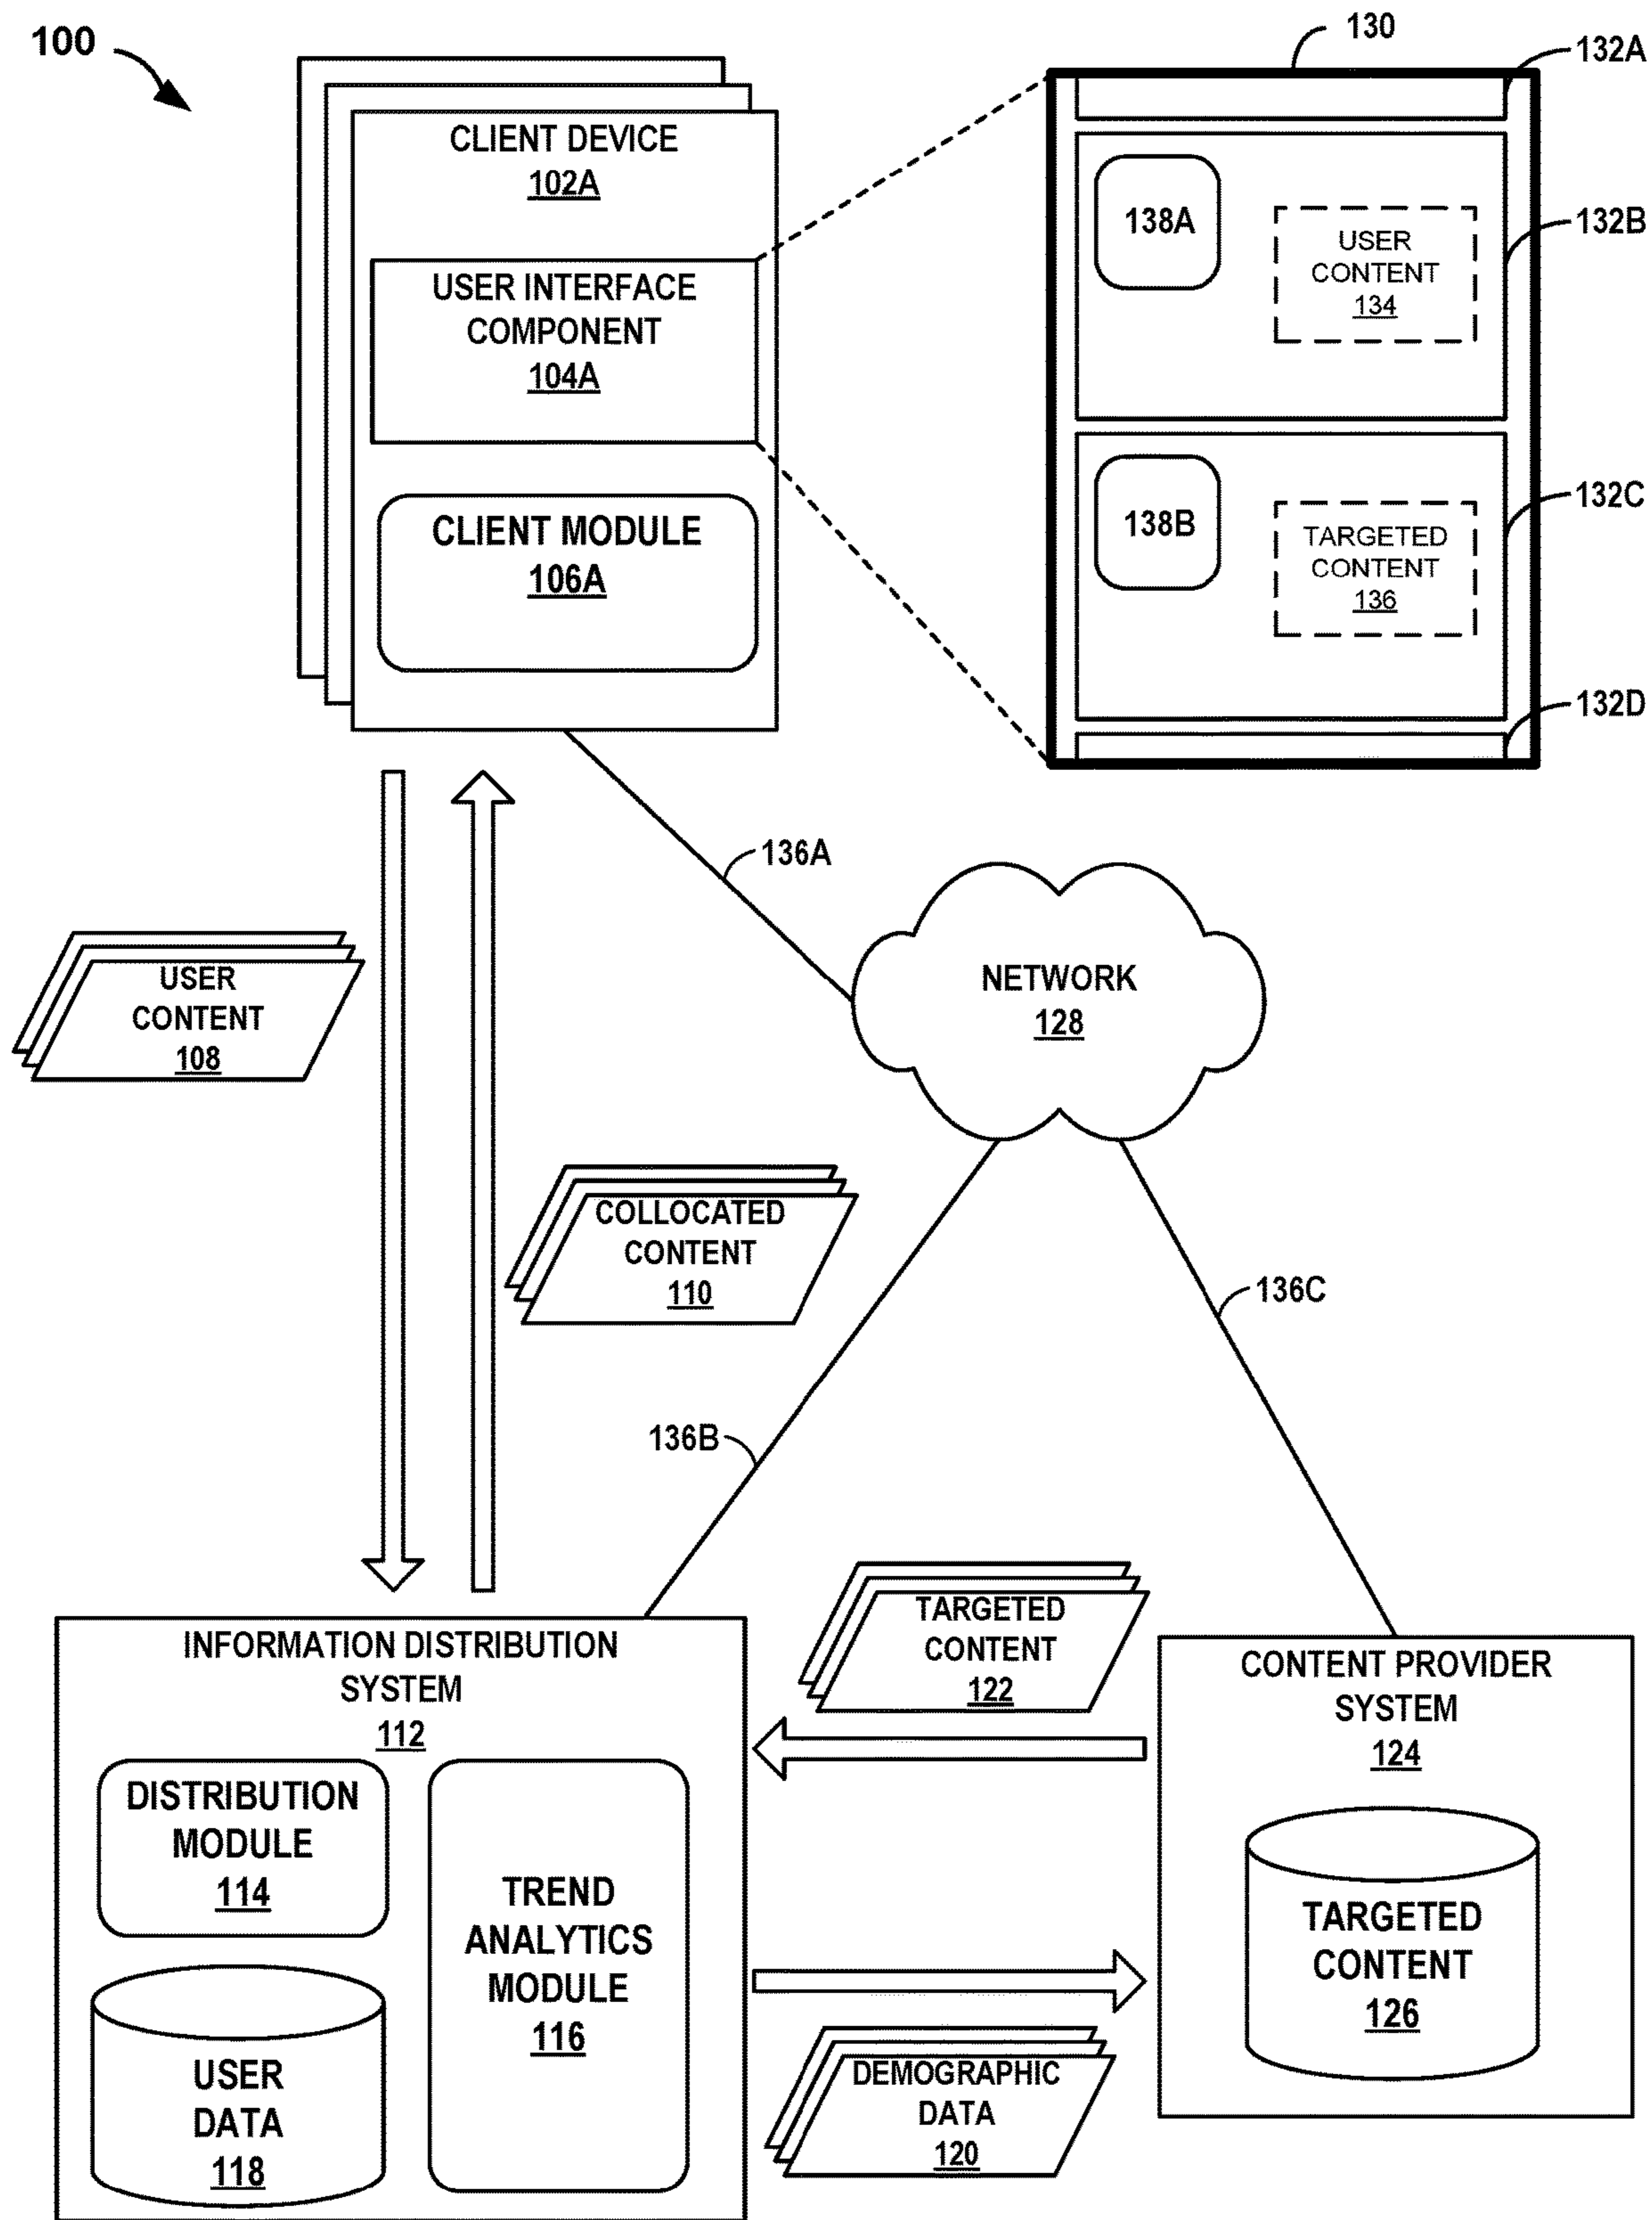 100
CLIENT DEVICE
102A
USER INTERFACE
COMPONENT
104A
CLIENT MODULE
106A
130
132A
138A
USER
CONTENT
134
132B
138B
TARGETED
CONTENT
136
132C
132D
136A
NETWORK
128
USER
CONTENT
108
COLLOCATED
CONTENT
110
136B
136C
INFORMATION DISTRIBUTION
SYSTEM
112
DISTRIBUTION
MODULE
114
TREND
ANALYTICS
MODULE
116
USER
DATA
118
TARGETED
CONTENT
122
DEMOGRAPHIC
DATA
120
CONTENT PROVIDER
SYSTEM
124
TARGETED
CONTENT
126